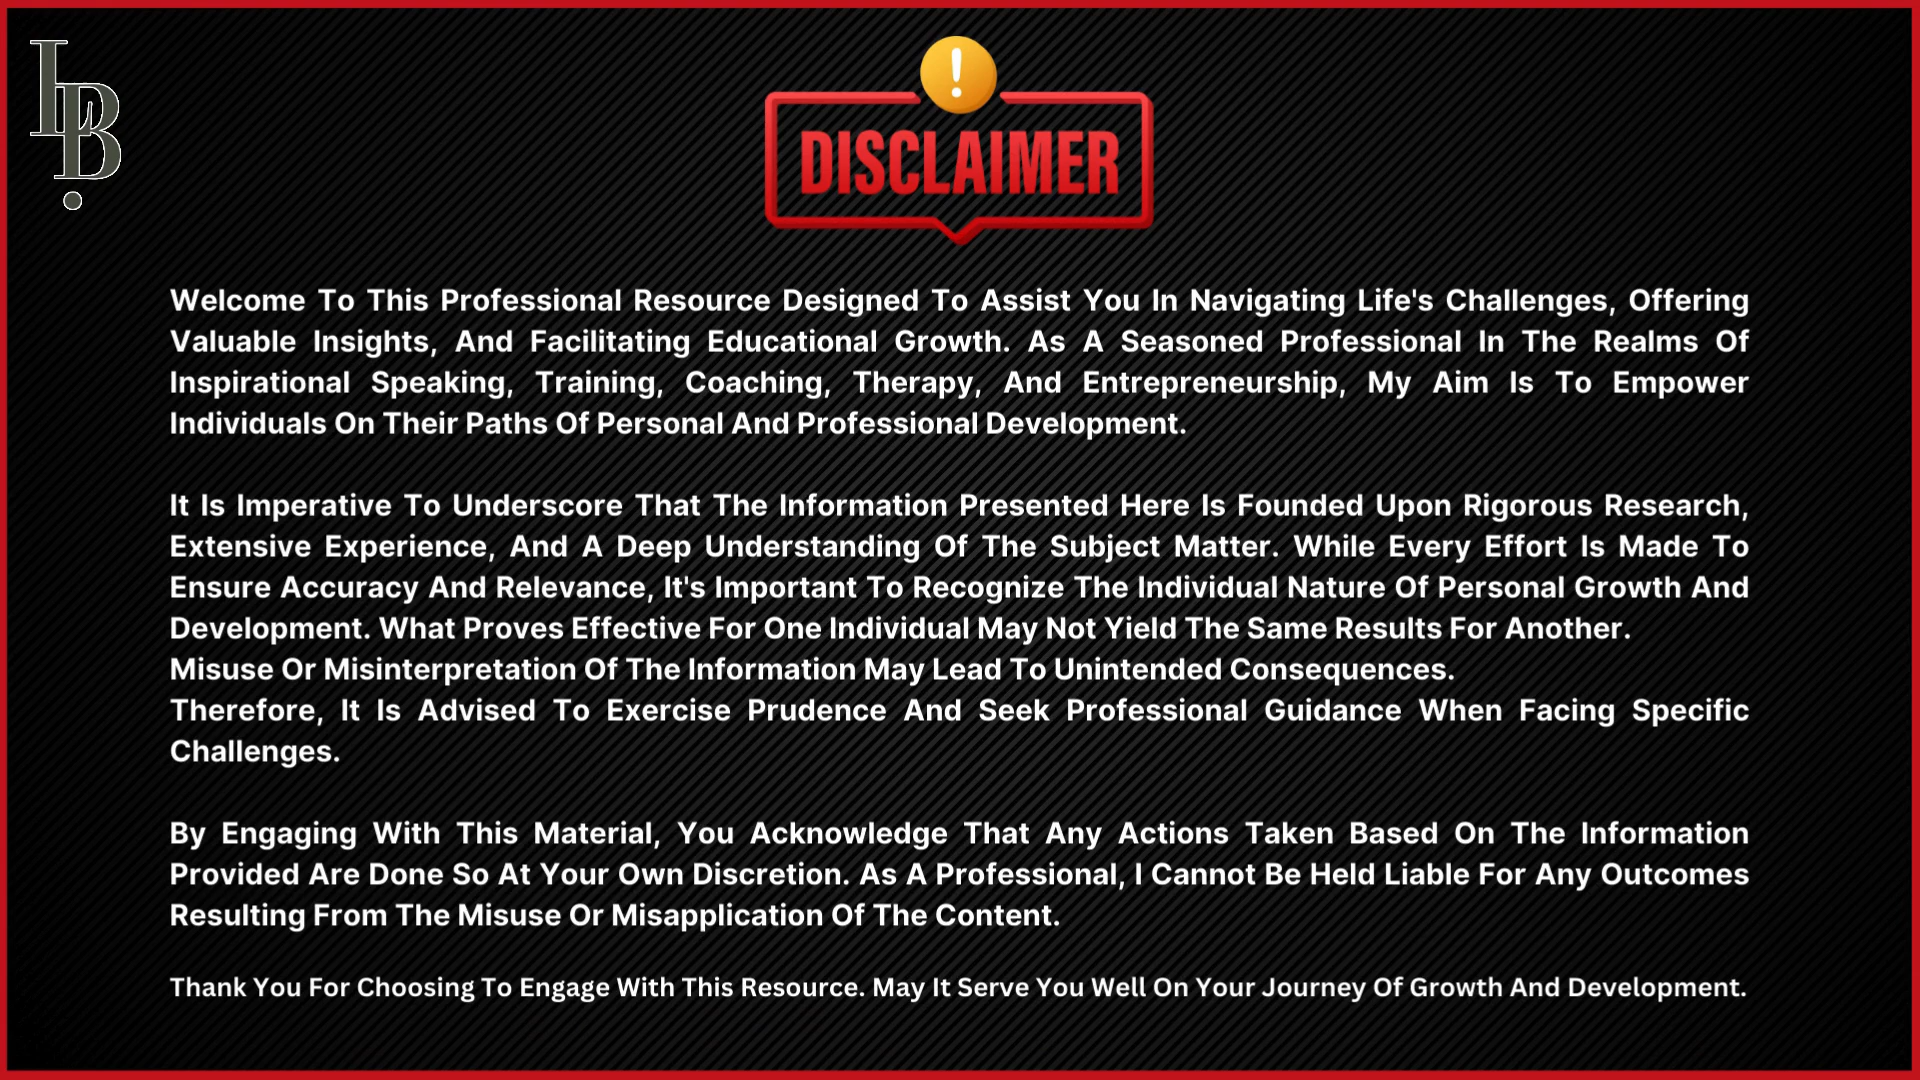 LB
!
DISCLAIMER
Welcome To This Professional Resource Designed To Assist You In Navigating Life's Challenges, Offering
Valuable Insights, And Facilitating Educational Growth. As A Seasoned Professional In The Realms Of
Inspirational Speaking, Training, Coaching, Therapy, And Entrepreneurship, My Aim Is To Empower
Individuals On Their Paths Of Personal And Professional Development.
It Is Imperative To Underscore That The Information Presented Here Is Founded Upon Rigorous Research,
Extensive Experience, And A Deep Understanding Of The Subject Matter. While Every Effort Is Made To
Ensure Accuracy And Relevance, It's Important To Recognize The Individual Nature Of Personal Growth And
Development. What Proves Effective For One Individual May Not Yield The Same Results For Another.
Misuse Or Misinterpretation Of The Information May Lead To Unintended Consequences.
Therefore, It Is Advised To Exercise Prudence And Seek Professional Guidance When Facing Specific
Challenges.
By Engaging With This Material, You Acknowledge That Any Actions Taken Based On The Information
Provided Are Done So At Your Own Discretion. As A Professional, I Cannot Be Held Liable For Any Outcomes
Resulting From The Misuse Or Misapplication Of The Content.
Thank You For Choosing To Engage With This Resource. May It Serve You Well On Your Journey Of Growth And Development.